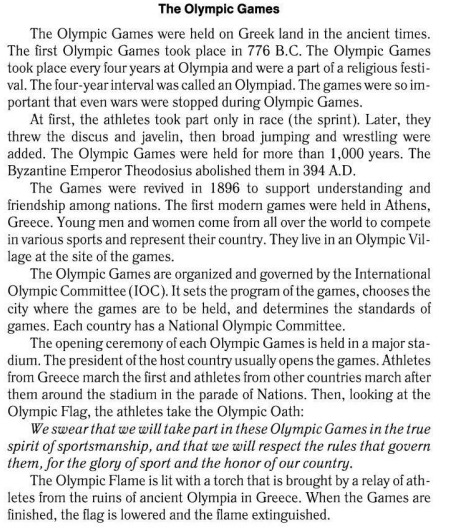 The Olympic Games
The Olympic Games were held on Greek land in the ancient times.
The first Olympic Games took place in 776 B.C. The Olympic Games
took place every four years at Olympia and were a part of a religious festi-
val. The four-year interval was called an Olympiad. The games were so im-
portant that even wars were stopped during Olympic Games.
At first, the athletes took part only in race (the sprint). Later, they
threw the discus and javelin, then broad jumping and wrestling were
added. The Olympic Games were held for more than 1,000 years. The
Byzantine Emperor Theodosius abolished them in 394 A.D.
The Games were revived in 1896 to support understanding and
friendship among nations. The first modern games were held in Athens,
Greece. Young men and women come from all over the world to compete
in various sports and represent their country. They live in an Olympic Vil-
lage at the site of the games.
The Olympic Games are organized and governed by the International
Olympic Committee (IOC). It sets the program of the games, chooses the
city where the games are to be held, and determines the standards of
games. Each country has a National Olympic Committee.
The opening ceremony of each Olympic Games is held in a major sta-
dium. The president of the host country usually opens the games. Athletes
from Greece march the first and athletes from other countries march after
them around the stadium in the parade of Nations. Then, looking at the
Olympic Flag, the athletes take the Olympic Oath:
We swear that we will take part in these Olympic Games in the true
spirit of sportsmanship, and that we will respect the rules that govern
them, for the glory of sport and the honor of our country.
The Olympic Flame is lit with a torch that is brought by a relay of ath-
letes from the ruins of ancient Olympia in Greece. When the Games are
finished, the flag is lowered and the flame extinguished.